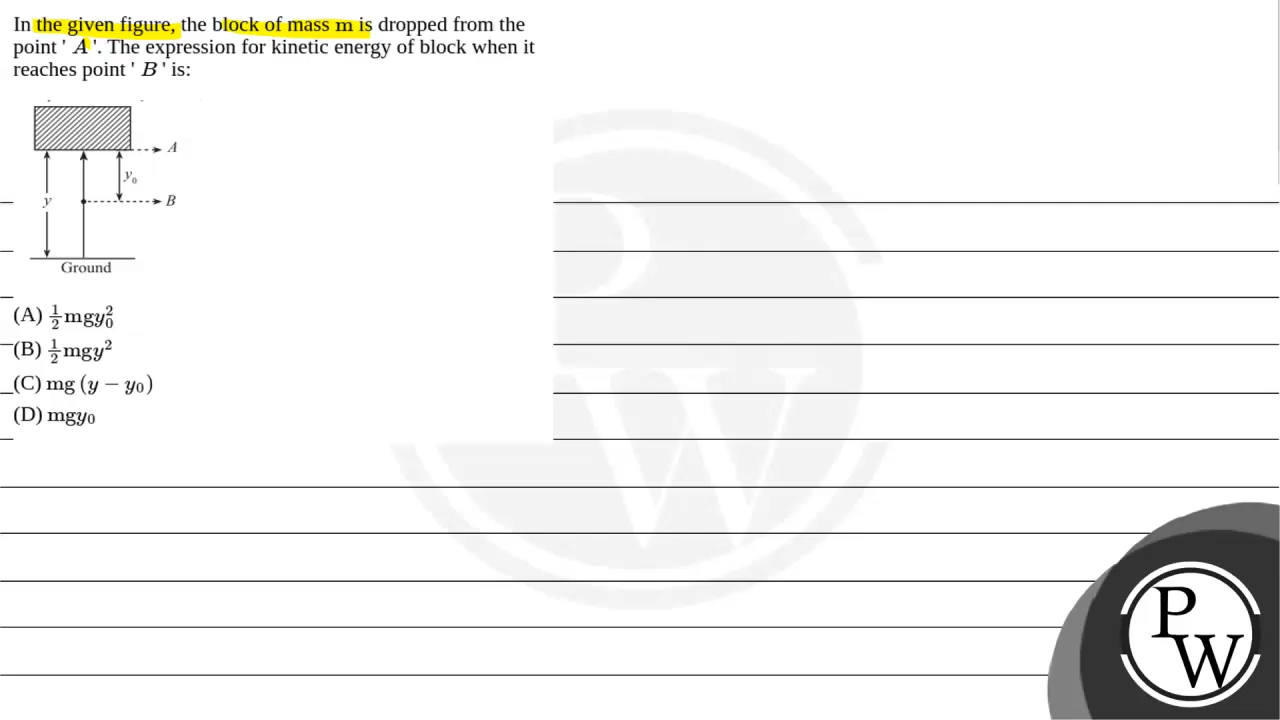 In the given figure, the block of mass m is dropped from the
point ' A '. The expression for kinetic energy of block when it
reaches point ' B ' is:
A
y₀
y
B
Ground
(A) ½mgy₀²
(B) ½mgy²
(C) mg (y − y₀)
(D) mgy₀
P
W
P
W